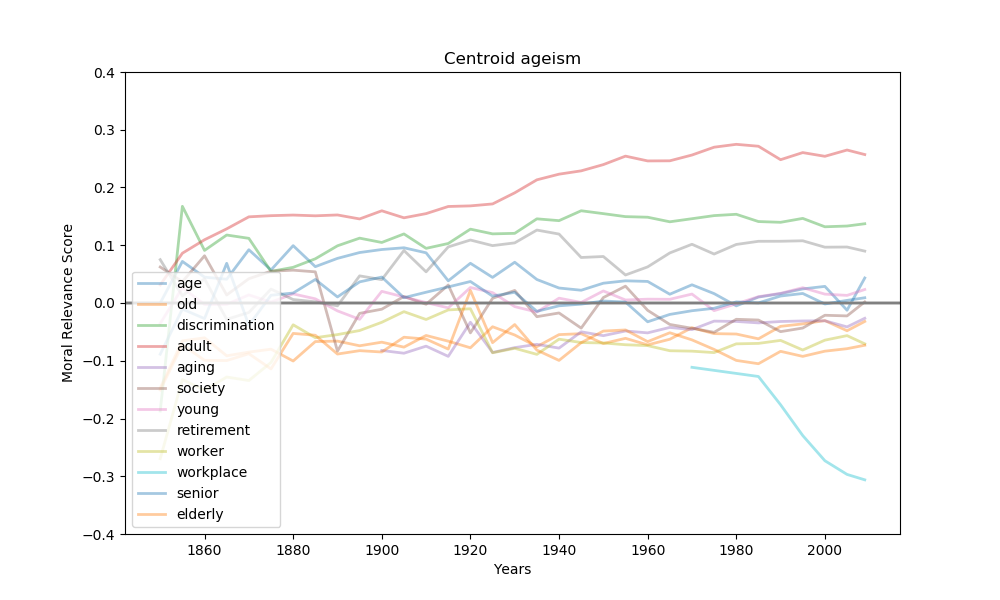 Centroid ageism
Moral Relevance Score
0.4
0.3
0.2
0.1
0.0
−0.1
−0.2
−0.3
−0.4
age
old
discrimination
adult
aging
society
young
retirement
worker
workplace
senior
elderly
1860
1880
1900
1920
1940
1960
1980
2000
Years